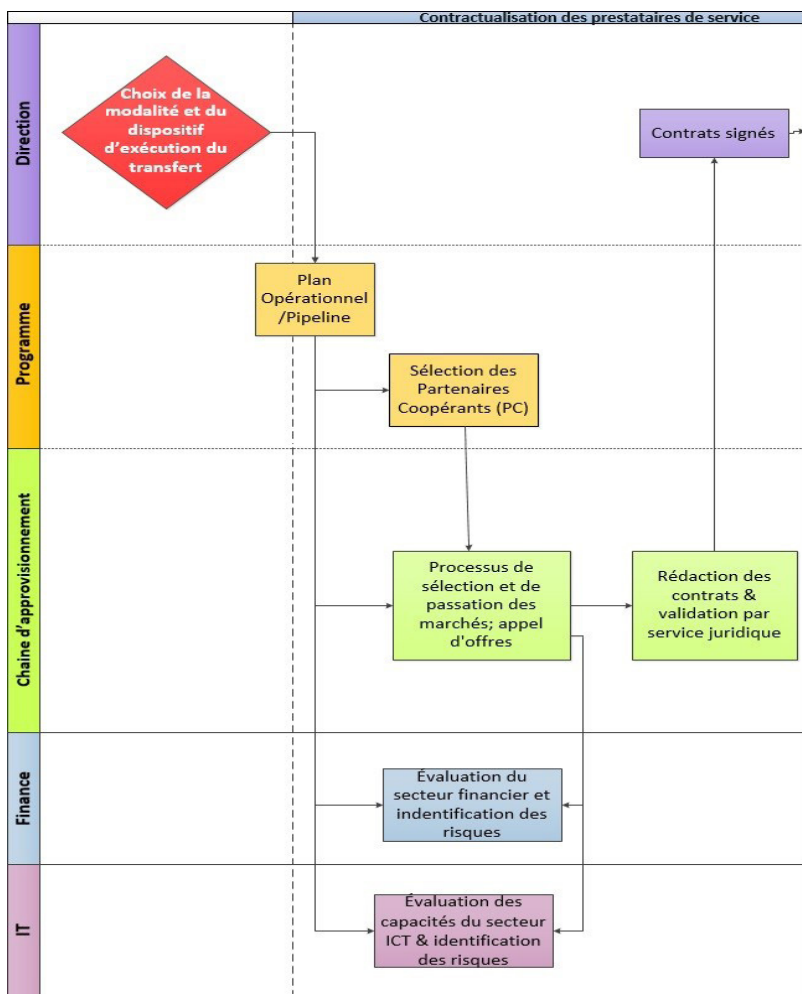 Contractualisation des prestataires de service
Direction
Choix de la
modalité et du
dispositif
d’exécution du
transfert
Contrats signés
Programme
Plan
Opérationnel
/Pipeline
Sélection des
Partenaires
Coopérants (PC)
Chaine d’approvisionnement
Processus de
sélection et de
passation des
marchés; appel
d'offres
Rédaction des
contrats &
validation par
service juridique
Finance
Évaluation du
secteur financier et
indentification des
risques
IT
Évaluation des
capacités du secteur
ICT & identification
des risques